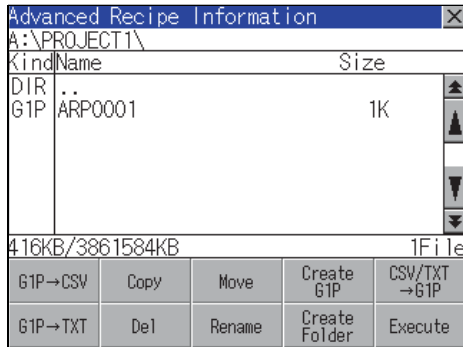 Advanced Recipe Information
A:\PROJECT1\
Kind Name Size
DIR ..
G1P ARP0001 1K
416KB/3861584KB 1File
G1P→CSV Copy Move Create G1P CSV/TXT →G1P
G1P→TXT Del Rename Create Folder Execute